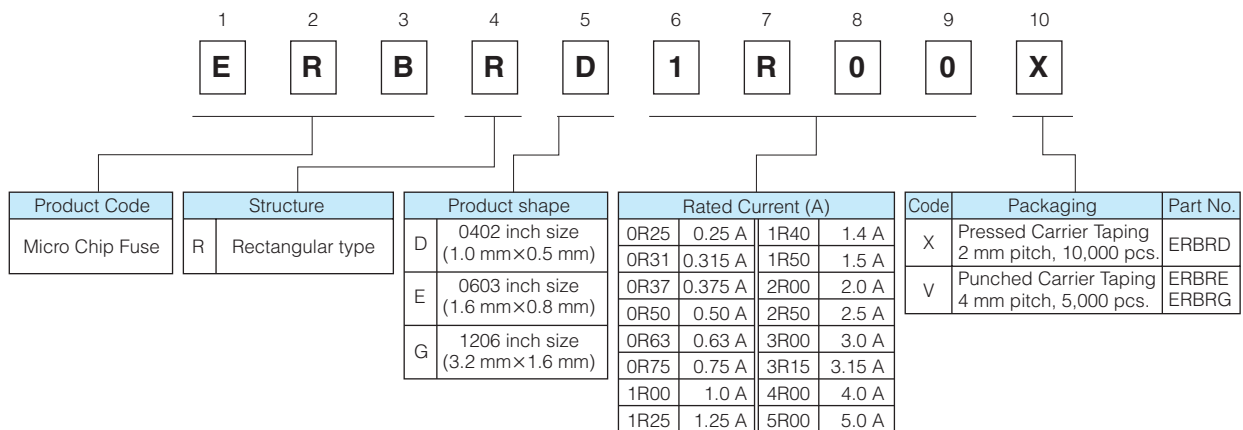 1 2 3 4 5 6 7 8 9 10
E R B R D 1 R 0 0 X
Product Code
Micro Chip Fuse
Structure
R Rectangular type
Product shape
D 0402 inch size
(1.0 mm×0.5 mm)
E 0603 inch size
(1.6 mm×0.8 mm)
G 1206 inch size
(3.2 mm×1.6 mm)
Rated Current (A)
0R25 0.25 A 1R40 1.4 A
0R31 0.315 A 1R50 1.5 A
0R37 0.375 A 2R00 2.0 A
0R50 0.50 A 2R50 2.5 A
0R63 0.63 A 3R00 3.0 A
0R75 0.75 A 3R15 3.15 A
1R00 1.0 A 4R00 4.0 A
1R25 1.25 A 5R00 5.0 A
Code Packaging Part No.
X Pressed Carrier Taping
2 mm pitch, 10,000 pcs. ERBRD
V Punched Carrier Taping ERBRE
4 mm pitch, 5,000 pcs. ERBRG